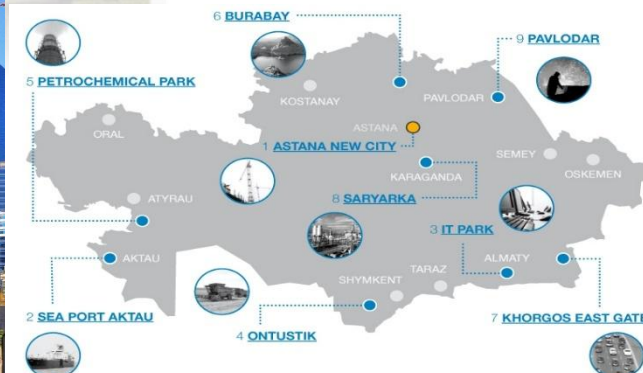 6 BURABAY
9 PAVLODAR
5 PETROCHEMICAL PARK
KOSTANAY
PAVLODAR
ORAL
ASTANA
1 ASTANA NEW CITY
SEMEY
OSKEMEN
KARAGANDA
ATYRAU
8 SARYARKA
3 IT PARK
AKTAU
ALMATY
SHYMKENT
TARAZ
2 SEA PORT AKTAU
4 ONTUSTIK
7 KHORGOS EAST GATE